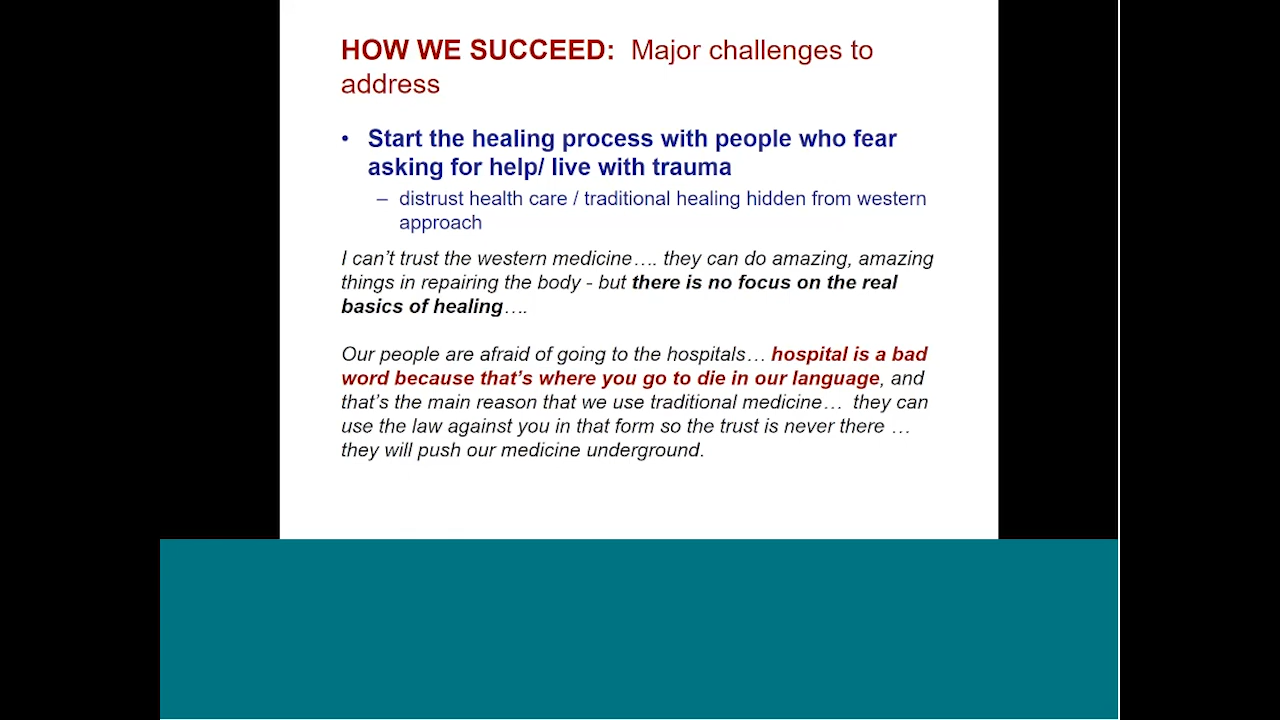 HOW WE SUCCEED:  Major challenges to
address
• Start the healing process with people who fear
asking for help/ live with trauma
– distrust health care / traditional healing hidden from western
approach
I can’t trust the western medicine…. they can do amazing, amazing
things in repairing the body - but there is no focus on the real
basics of healing….
Our people are afraid of going to the hospitals… hospital is a bad
word because that’s where you go to die in our language, and
that’s the main reason that we use traditional medicine…  they can
use the law against you in that form so the trust is never there …
they will push our medicine underground.